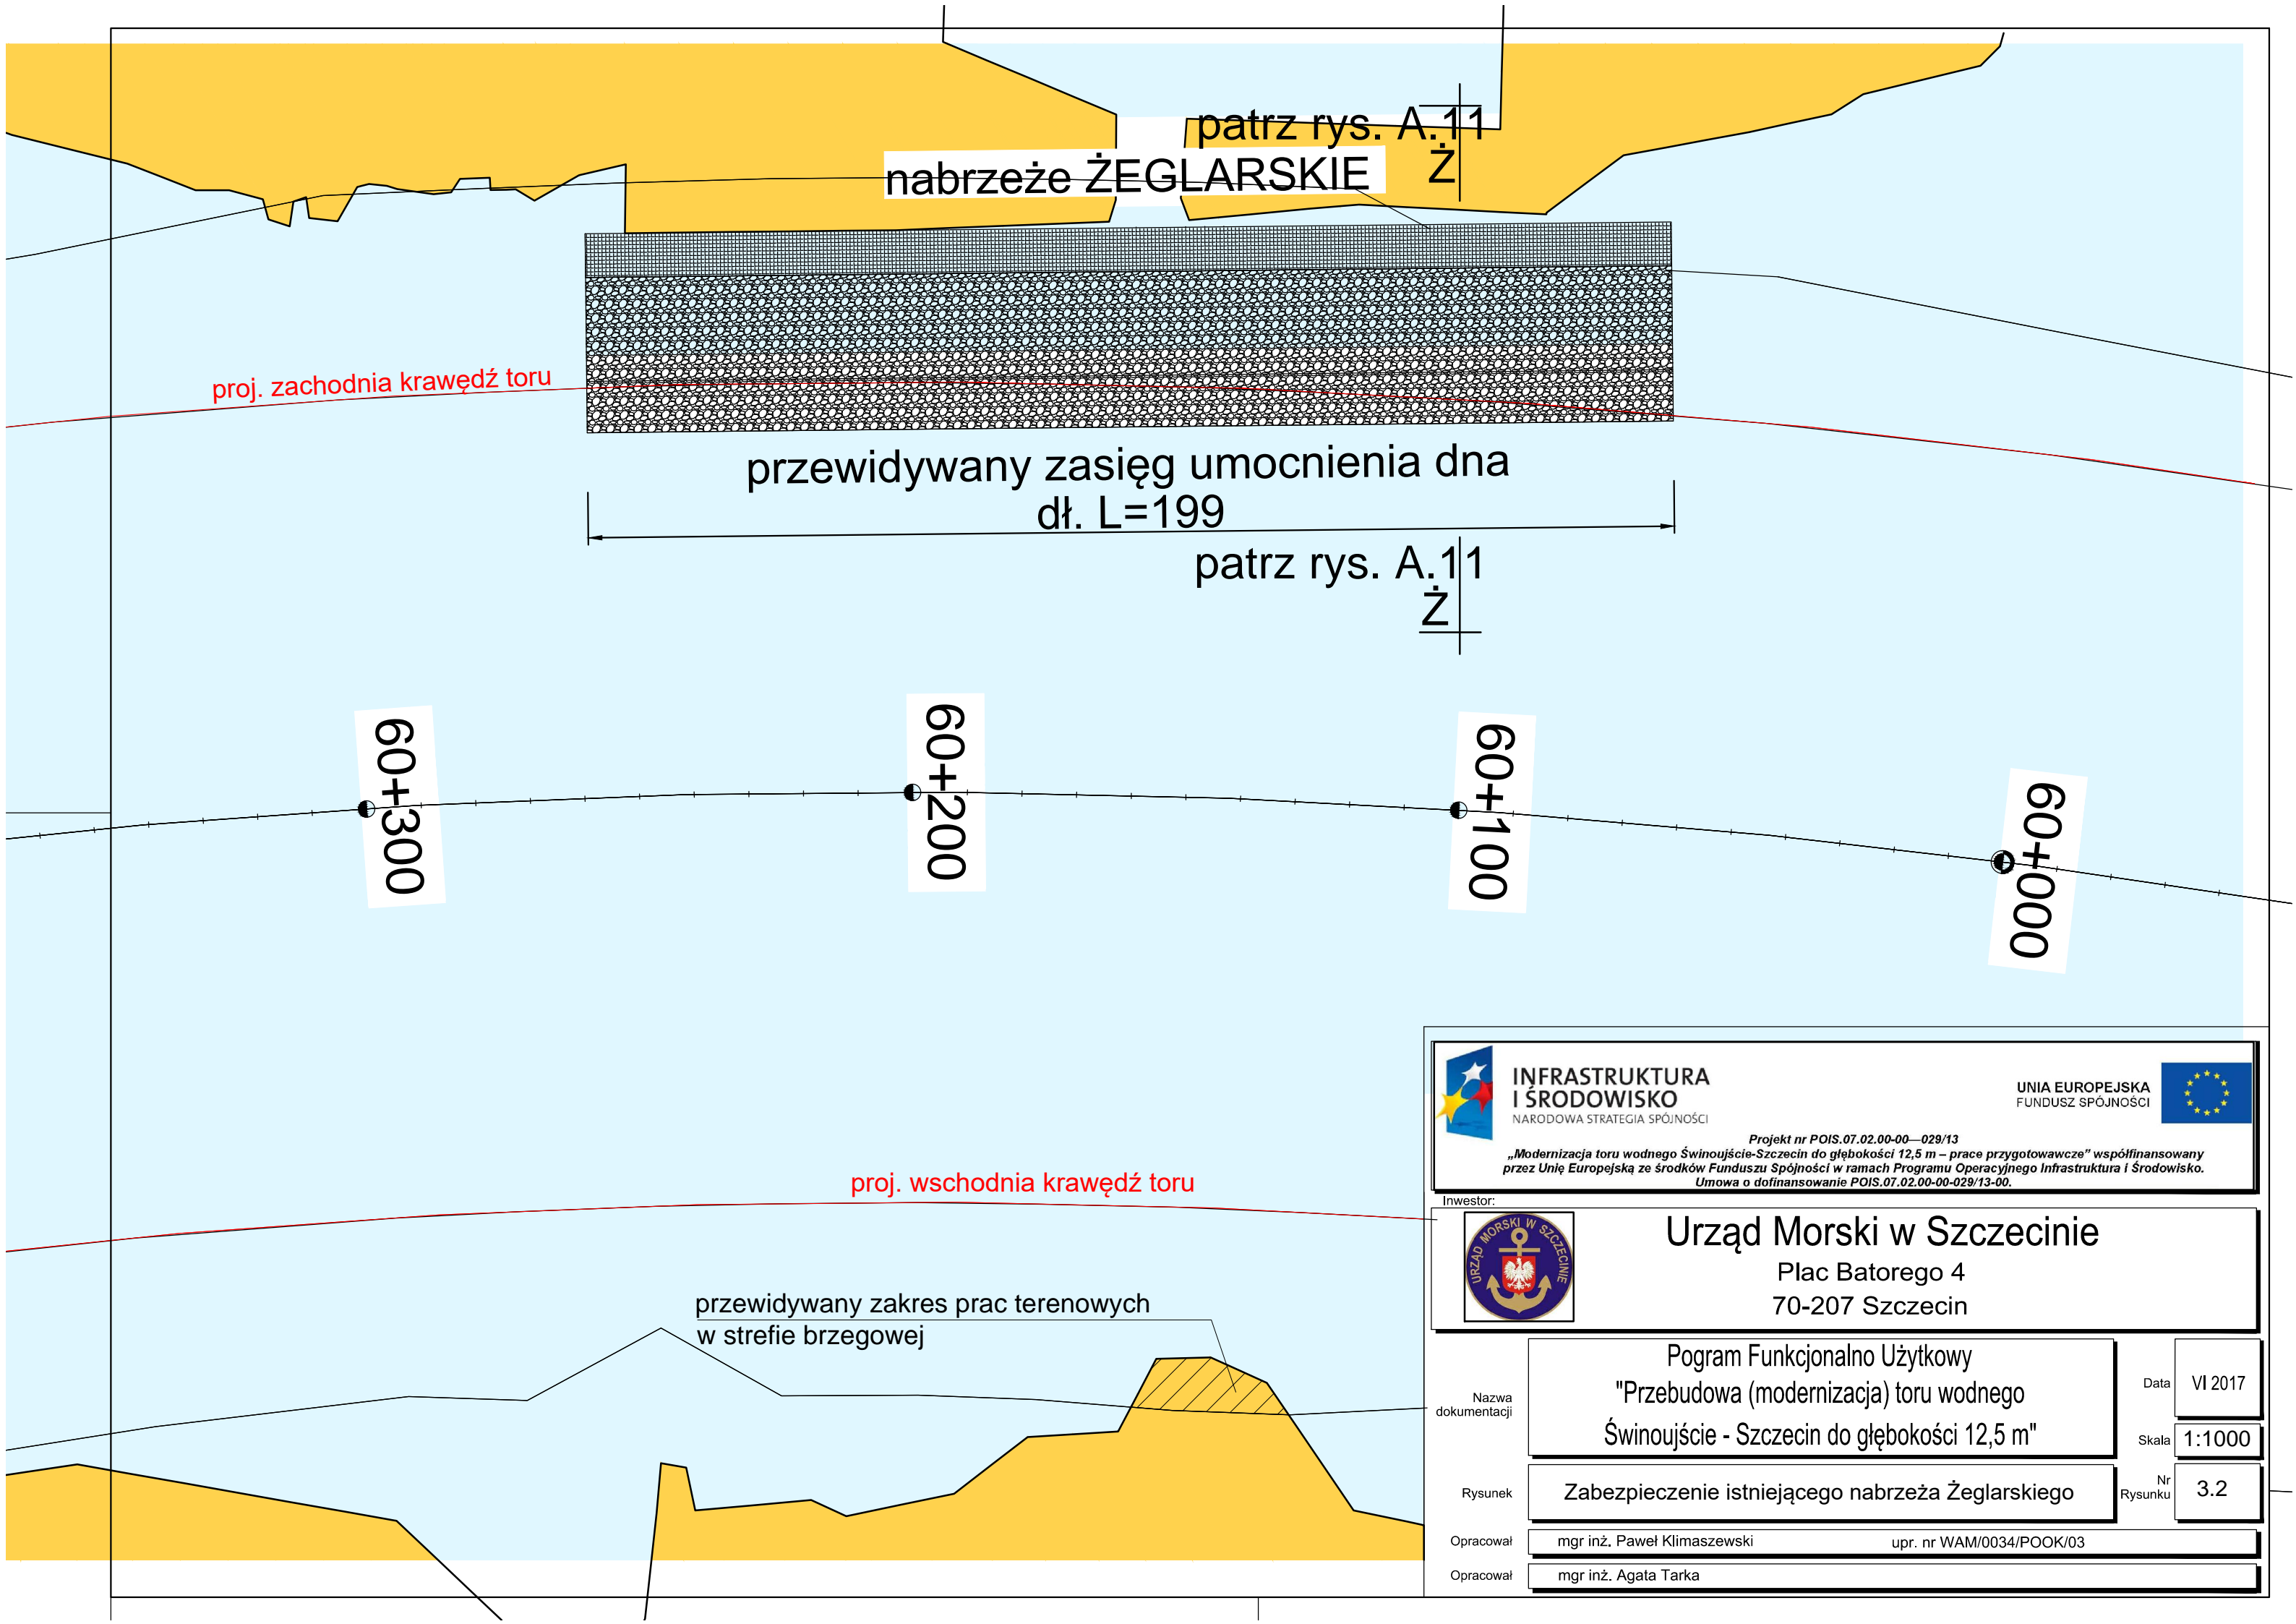 patrz rys. A.11
Ż
nabrzeże ŻEGLARSKIE
proj. zachodnia krawędź toru
przewidywany zasięg umocnienia dna
dł. L=199
patrz rys. A.11
Ż
60+300
60+200
60+100
60+000
proj. wschodnia krawędź toru
przewidywany zakres prac terenowych
w strefie brzegowej
INFRASTRUKTURA
I ŚRODOWISKO
NARODOWA STRATEGIA SPÓJNOŚCI
UNIA EUROPEJSKA
FUNDUSZ SPÓJNOŚCI
Projekt nr POIS.07.02.00-00—029/13
„Modernizacja toru wodnego Świnoujście-Szczecin do głębokości 12,5 m – prace przygotowawcze” współfinansowany
przez Unię Europejską ze środków Funduszu Spójności w ramach Programu Operacyjnego Infrastruktura i Środowisko.
Umowa o dofinansowanie POIS.07.02.00-00-029/13-00.
Inwestor:
URZĄD MORSKI W SZCZECINIE
Urząd Morski w Szczecinie
Plac Batorego 4
70-207 Szczecin
Nazwa
dokumentacji
Pogram Funkcjonalno Użytkowy
"Przebudowa (modernizacja) toru wodnego
Świnoujście - Szczecin do głębokości 12,5 m"
Data
VI 2017
Skala
1:1000
Rysunek
Zabezpieczenie istniejącego nabrzeża Żeglarskiego
Nr
Rysunku
3.2
Opracował
mgr inż. Paweł Klimaszewski upr. nr WAM/0034/POOK/03
Opracował
mgr inż. Agata Tarka